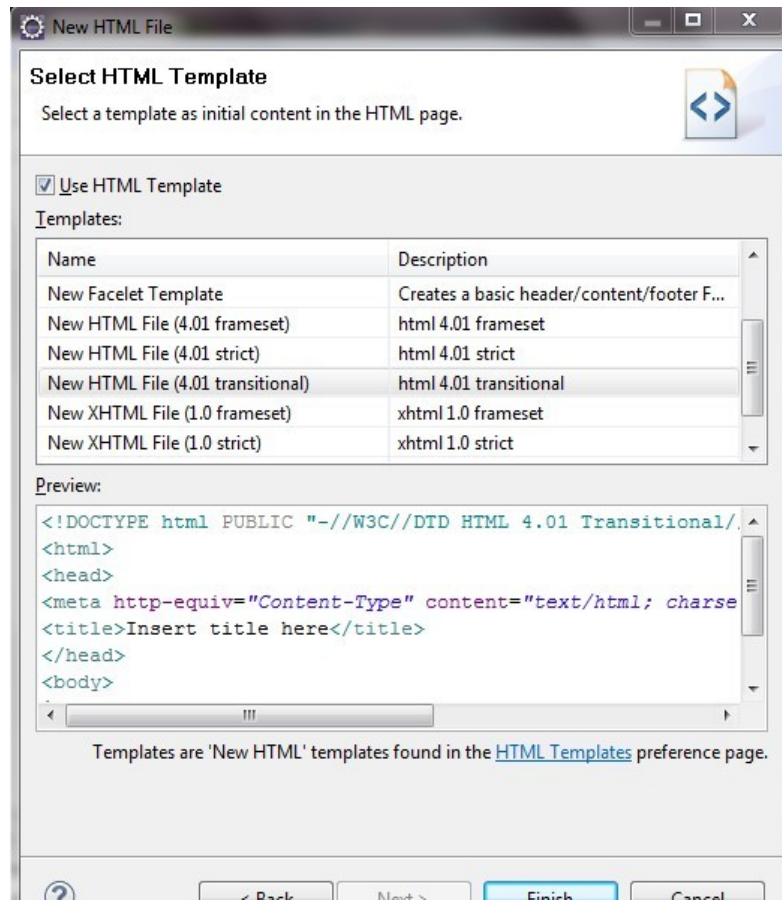 New HTML File
Select HTML Template
Select a template as initial content in the HTML page.
Use HTML Template
Templates:
Name Description
New Facelet Template Creates a basic header/content/footer F...
New HTML File (4.01 frameset) html 4.01 frameset
New HTML File (4.01 strict) html 4.01 strict
New HTML File (4.01 transitional) html 4.01 transitional
New XHTML File (1.0 frameset) xhtml 1.0 frameset
New XHTML File (1.0 strict) xhtml 1.0 strict
Preview:
<!DOCTYPE html PUBLIC "-//W3C//DTD HTML 4.01 Transitional/
<html>
<head>
<meta http-equiv="Content-Type" content="text/html; charse
<title>Insert title here</title>
</head>
<body>
Templates are 'New HTML' templates found in the HTML Templates preference page.
? < Back Next > Finish Cancel